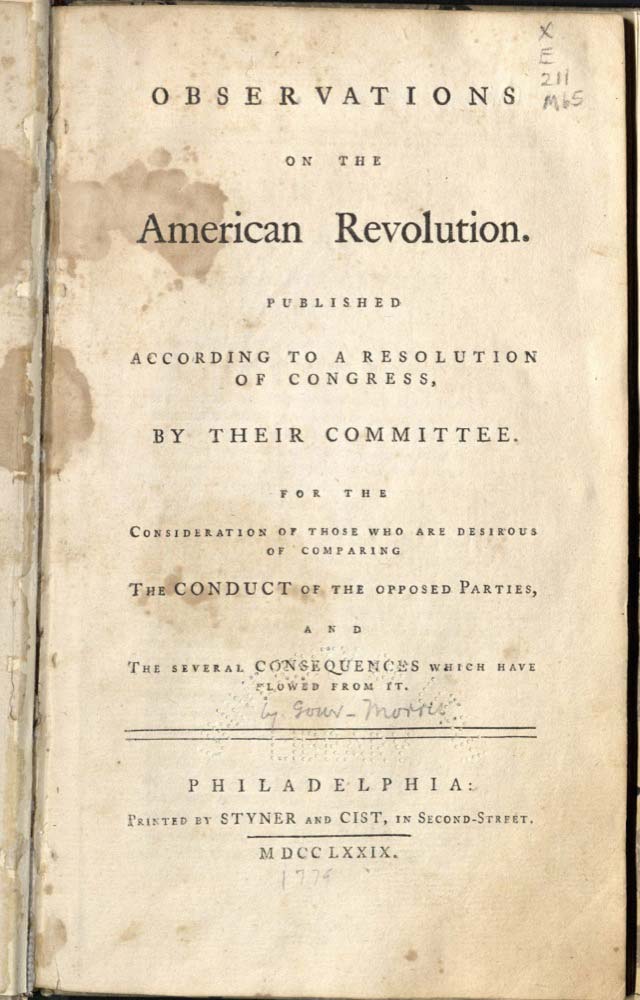 X
E
211
M65
OBSERVATIONS
ON THE
American Revolution.
PUBLISHED
ACCORDING TO A RESOLUTION
OF CONGRESS,
BY THEIR COMMITTEE.
FOR THE
CONSIDERATION OF THOSE WHO ARE DESIROUS
OF COMPARING
THE CONDUCT OF THE OPPOSED PARTIES,
AND
THE SEVERAL CONSEQUENCES WHICH HAVE
FLOWED FROM IT.
by Gouv- Morris
PHILADELPHIA:
PRINTED BY STYNER AND CIST, IN SECOND-STREET.
MDCCLXXIX.
1779